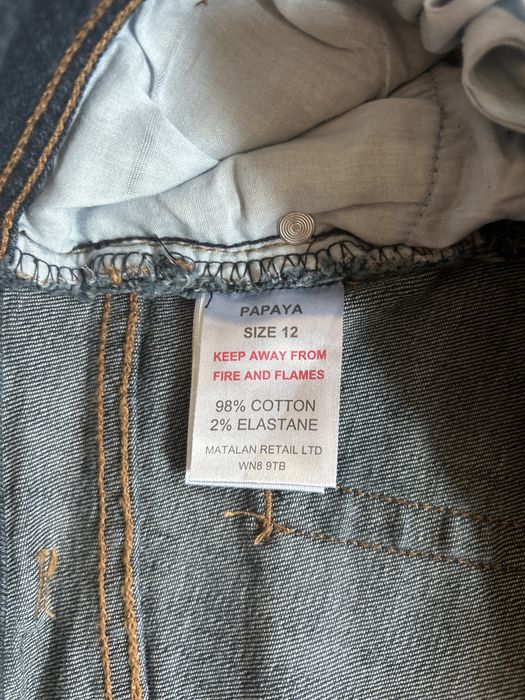 PAPAYA
SIZE 12
KEEP AWAY FROM
FIRE AND FLAMES
98% COTTON
2% ELASTANE
MATALAN RETAIL LTD
WN8 9TB